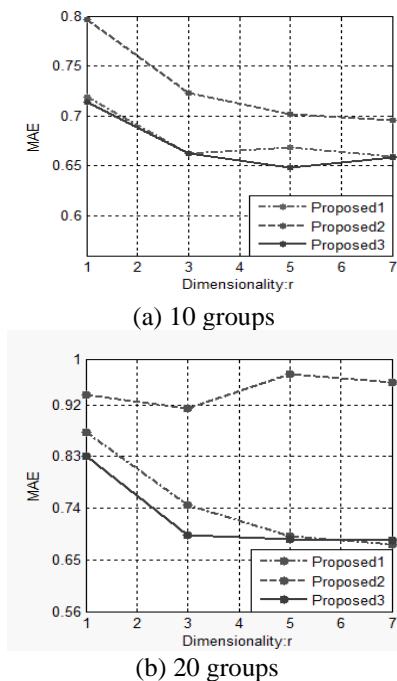 0.8
0.75
0.7
0.65
0.6
MAE
Proposed1
Proposed2
Proposed3
1 2 3 4 5 6 7
Dimensionality:r
(a) 10 groups
1
0.92
0.83
0.74
0.65
0.56
MAE
Proposed1
Proposed2
Proposed3
1 2 3 4 5 6 7
Dimensionality:r
(b) 20 groups